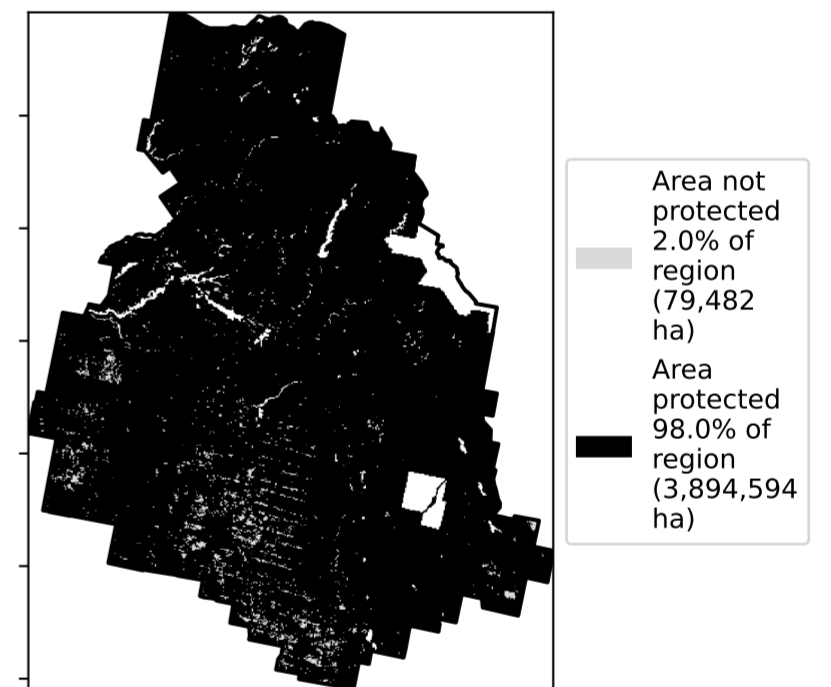 Area not
protected
2.0% of
region
(79,482
ha)
Area
protected
98.0% of
region
(3,894,594
ha)